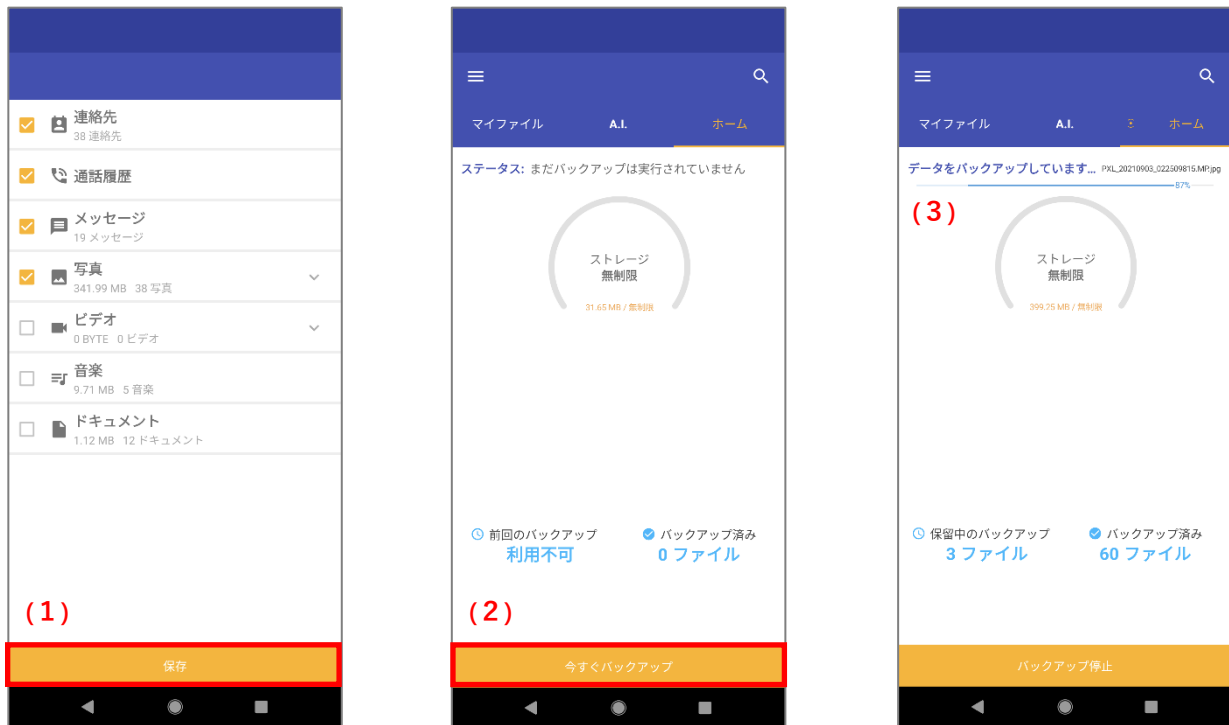 連絡先
38 連絡先
通話履歴
メッセージ
19 メッセージ
写真
341.99 MB 38 写真
ビデオ
0 BYTE 0 ビデオ
音楽
9.71 MB 5 音楽
ドキュメント
1.12 MB 12 ドキュメント
(1)
保存
マイファイル A.I. ホーム
ステータス: まだバックアップは実行されていません
ストレージ
無制限
31.65 MB / 無制限
前回のバックアップ バックアップ済み
利用不可 0 ファイル
(2)
今すぐバックアップ
マイファイル A.I. ホーム
データをバックアップしています... PXL_20210903_022509815.MP.jpg
87%
(3)
ストレージ
無制限
399.25 MB / 無制限
保留中のバックアップ バックアップ済み
3 ファイル 60 ファイル
バックアップ停止